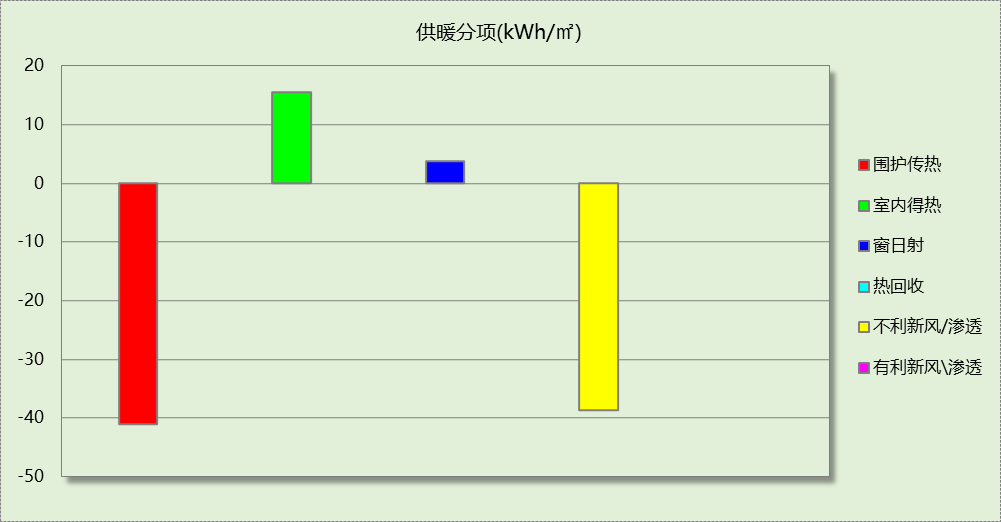 供暖分项(kWh/㎡)
20
10
0
-10
-20
-30
-40
-50
围护传热
室内得热
窗日射
热回收
不利新风/渗透
有利新风\渗透